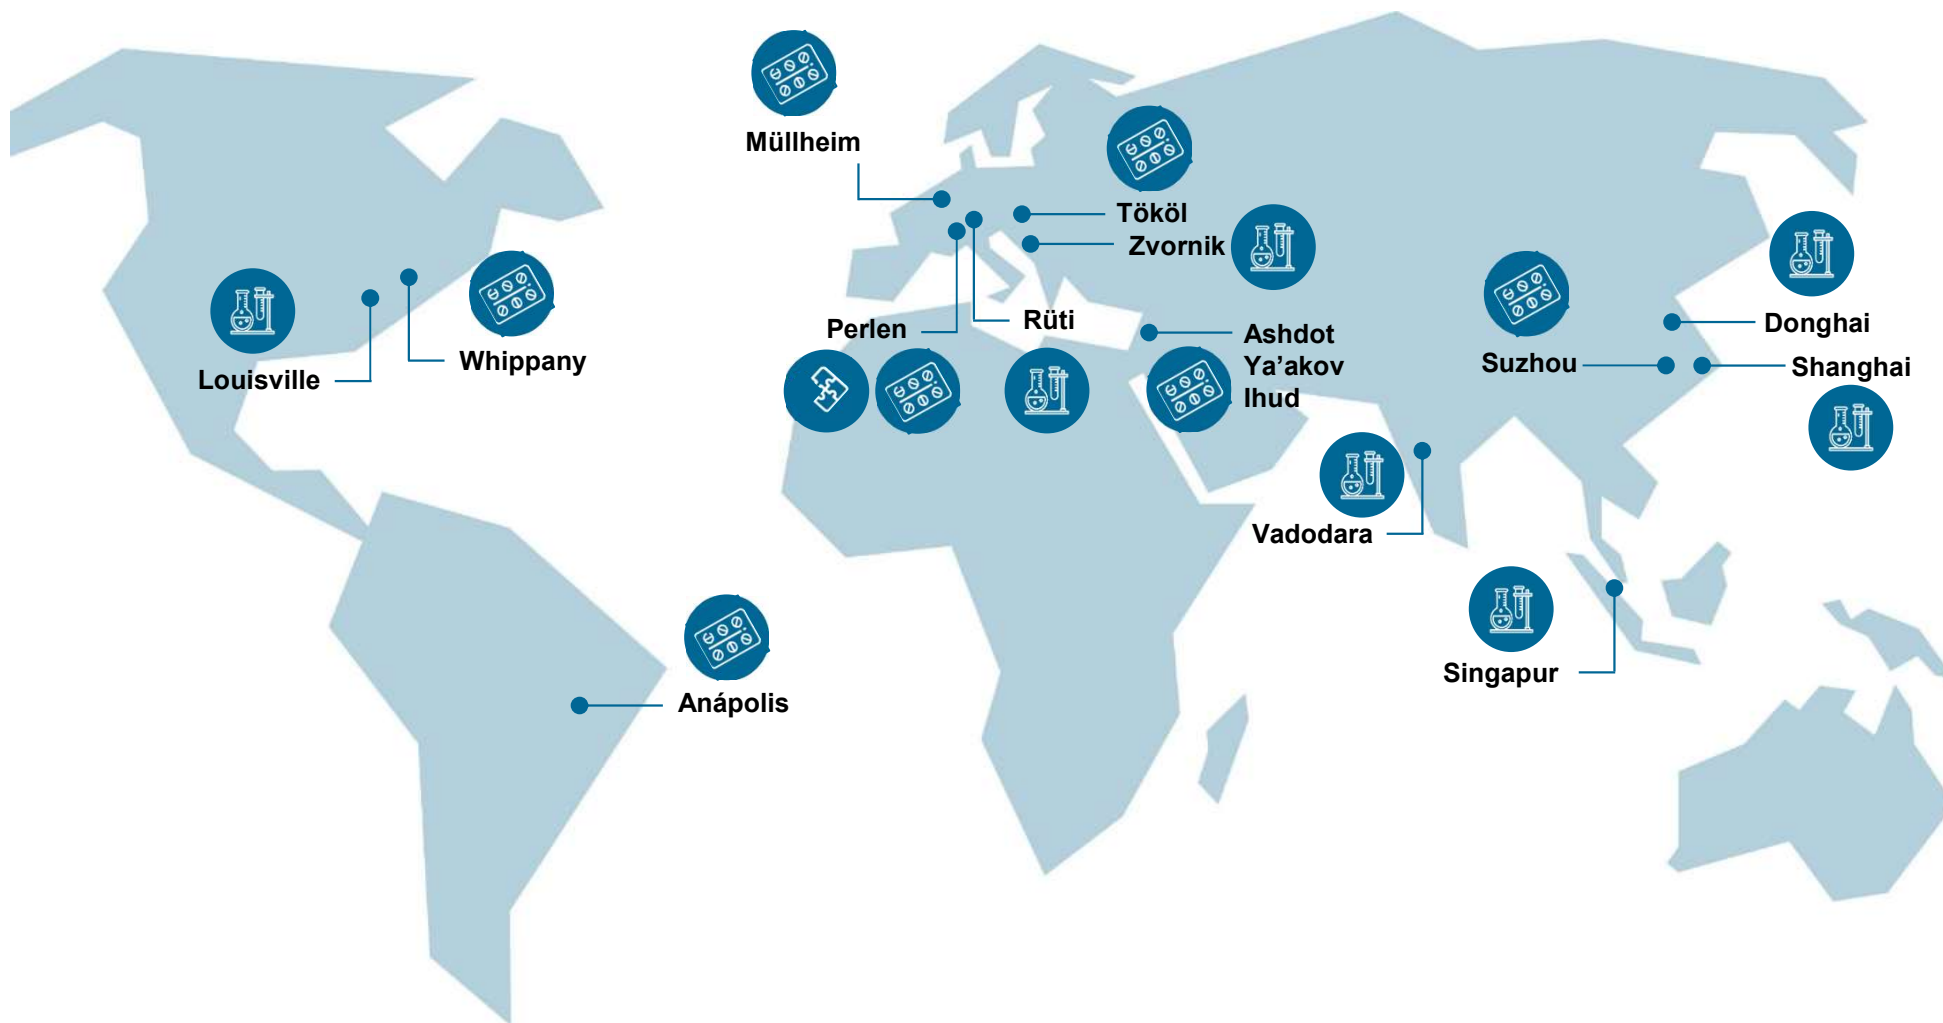 Müllheim
Tököl
Zvornik
Perlen
Rüti
Ashdot
Ya’akov
Ihud
Whippany
Louisville
Donghai
Suzhou
Shanghai
Vadodara
Singapur
Anápolis